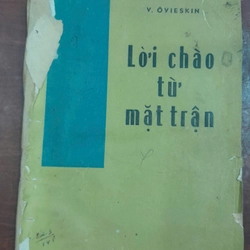 V. ÔVIESKIN
Lời chào
từ
mặt trận